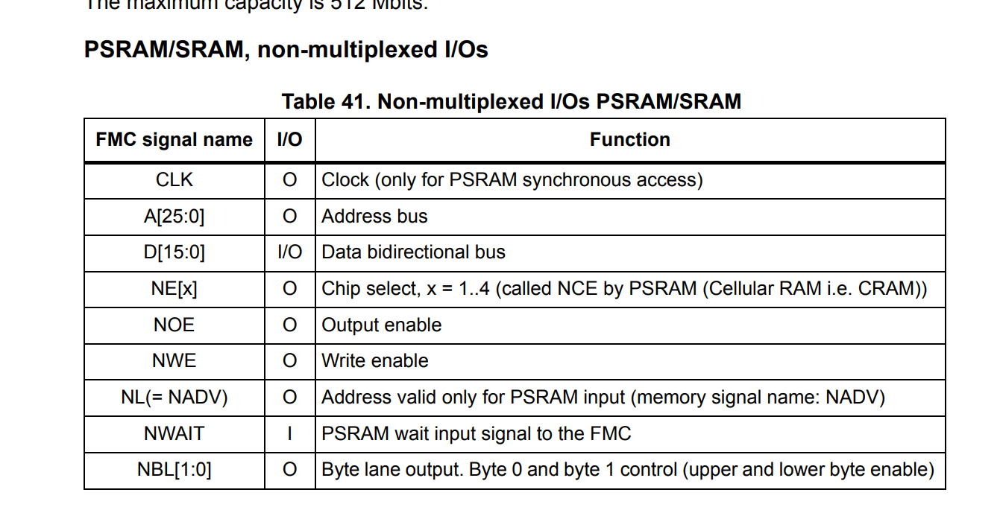 The maximum capacity is 512 Mbits.
PSRAM/SRAM, non-multiplexed I/Os
Table 41. Non-multiplexed I/Os PSRAM/SRAM
FMC signal name I/O Function
CLK O Clock (only for PSRAM synchronous access)
A[25:0] O Address bus
D[15:0] I/O Data bidirectional bus
NE[x] O Chip select, x = 1..4 (called NCE by PSRAM (Cellular RAM i.e. CRAM))
NOE O Output enable
NWE O Write enable
NL(= NADV) O Address valid only for PSRAM input (memory signal name: NADV)
NWAIT I PSRAM wait input signal to the FMC
NBL[1:0] O Byte lane output. Byte 0 and byte 1 control (upper and lower byte enable)